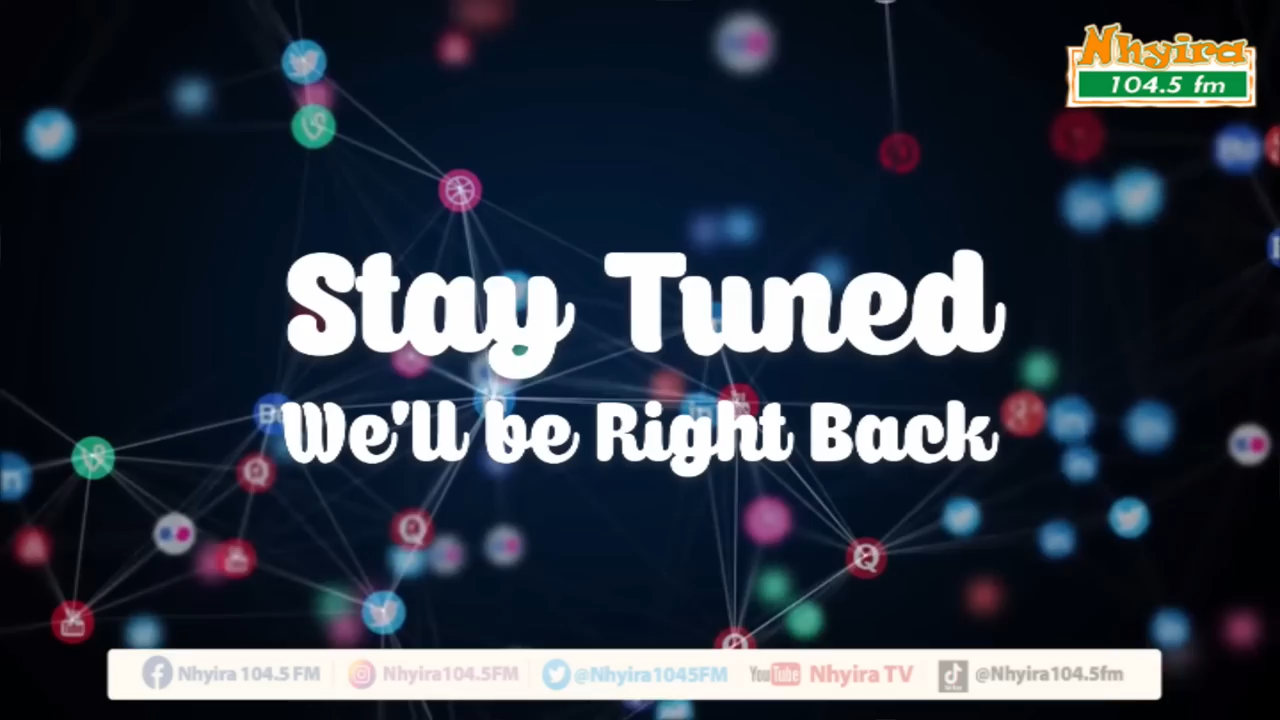 Nhyira
104.5 fm
Stay Tuned
We'll be Right Back
Nhyira 104.5 FM Nhyira104.5FM @Nhyira1045FM YouTube Nhyira TV @Nhyira104.5fm